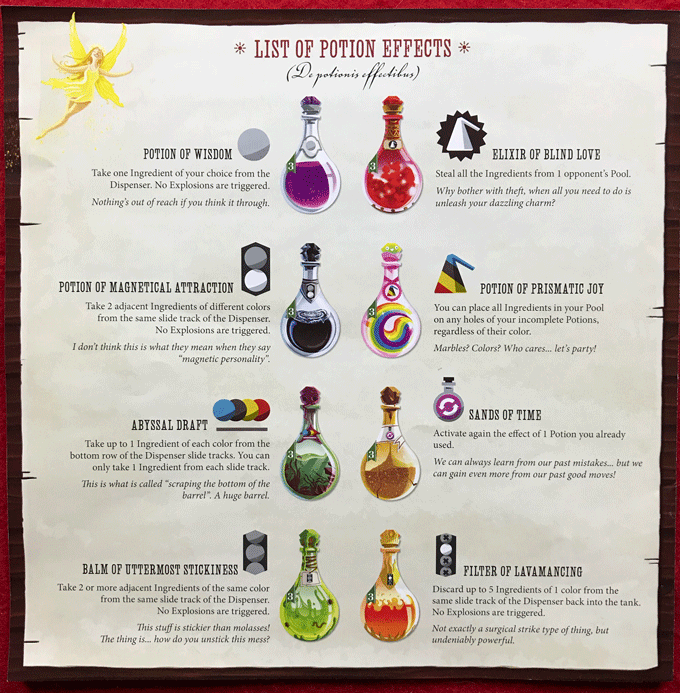 LIST OF POTION EFFECTS
(De potionis effectibus)
POTION OF WISDOM
Take one Ingredient of your choice from the
Dispenser. No Explosions are triggered.
Nothing's out of reach if you think it through.
3
3
ELIXIR OF BLIND LOVE
Steal all the Ingredients from 1 opponent's Pool.
Why bother with theft, when all you need to do is
unleash your dazzling charm?
POTION OF MAGNETICAL ATTRACTION
Take 2 adjacent Ingredients of different colors
from the same slide track of the Dispenser.
No Explosions are triggered.
I don't think this is what they mean when they say
"magnetic personality".
3
3
POTION OF PRISMATIC JOY
You can place all Ingredients in your Pool
on any holes of your incomplete Potions,
regardless of their color.
Marbles? Colors? Who cares... let's party!
ABYSSAL DRAFT
Take up to 1 Ingredient of each color from the
bottom row of the Dispenser slide tracks. You can
only take 1 Ingredient from each slide track.
This is what is called "scraping the bottom of the
barrel". A huge barrel.
3
3
SANDS OF TIME
Activate again the effect of 1 Potion you already
used.
We can always learn from our past mistakes... but we
can gain even more from our past good moves!
BALM OF UTTERMOST STICKINESS
Take 2 or more adjacent Ingredients of the same color
from the same slide track of the Dispenser.
No Explosions are triggered.
This stuff is stickier than molasses!
The thing is... how do you unstick this mess?
3
3
FILTER OF LAVAMANCING
Discard up to 5 Ingredients of 1 color from the
same slide track of the Dispenser back into the tank.
No Explosions are triggered.
Not exactly a surgical strike type of thing, but
undeniably powerful.